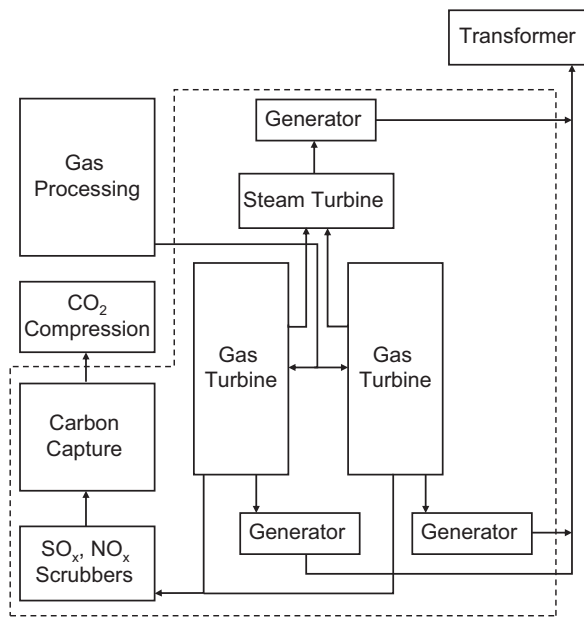 Transformer
Generator
Gas
Processing
Steam Turbine
CO₂
Compression
Gas
Turbine
Gas
Turbine
Carbon
Capture
Generator
Generator
SOₓ, NOₓ
Scrubbers